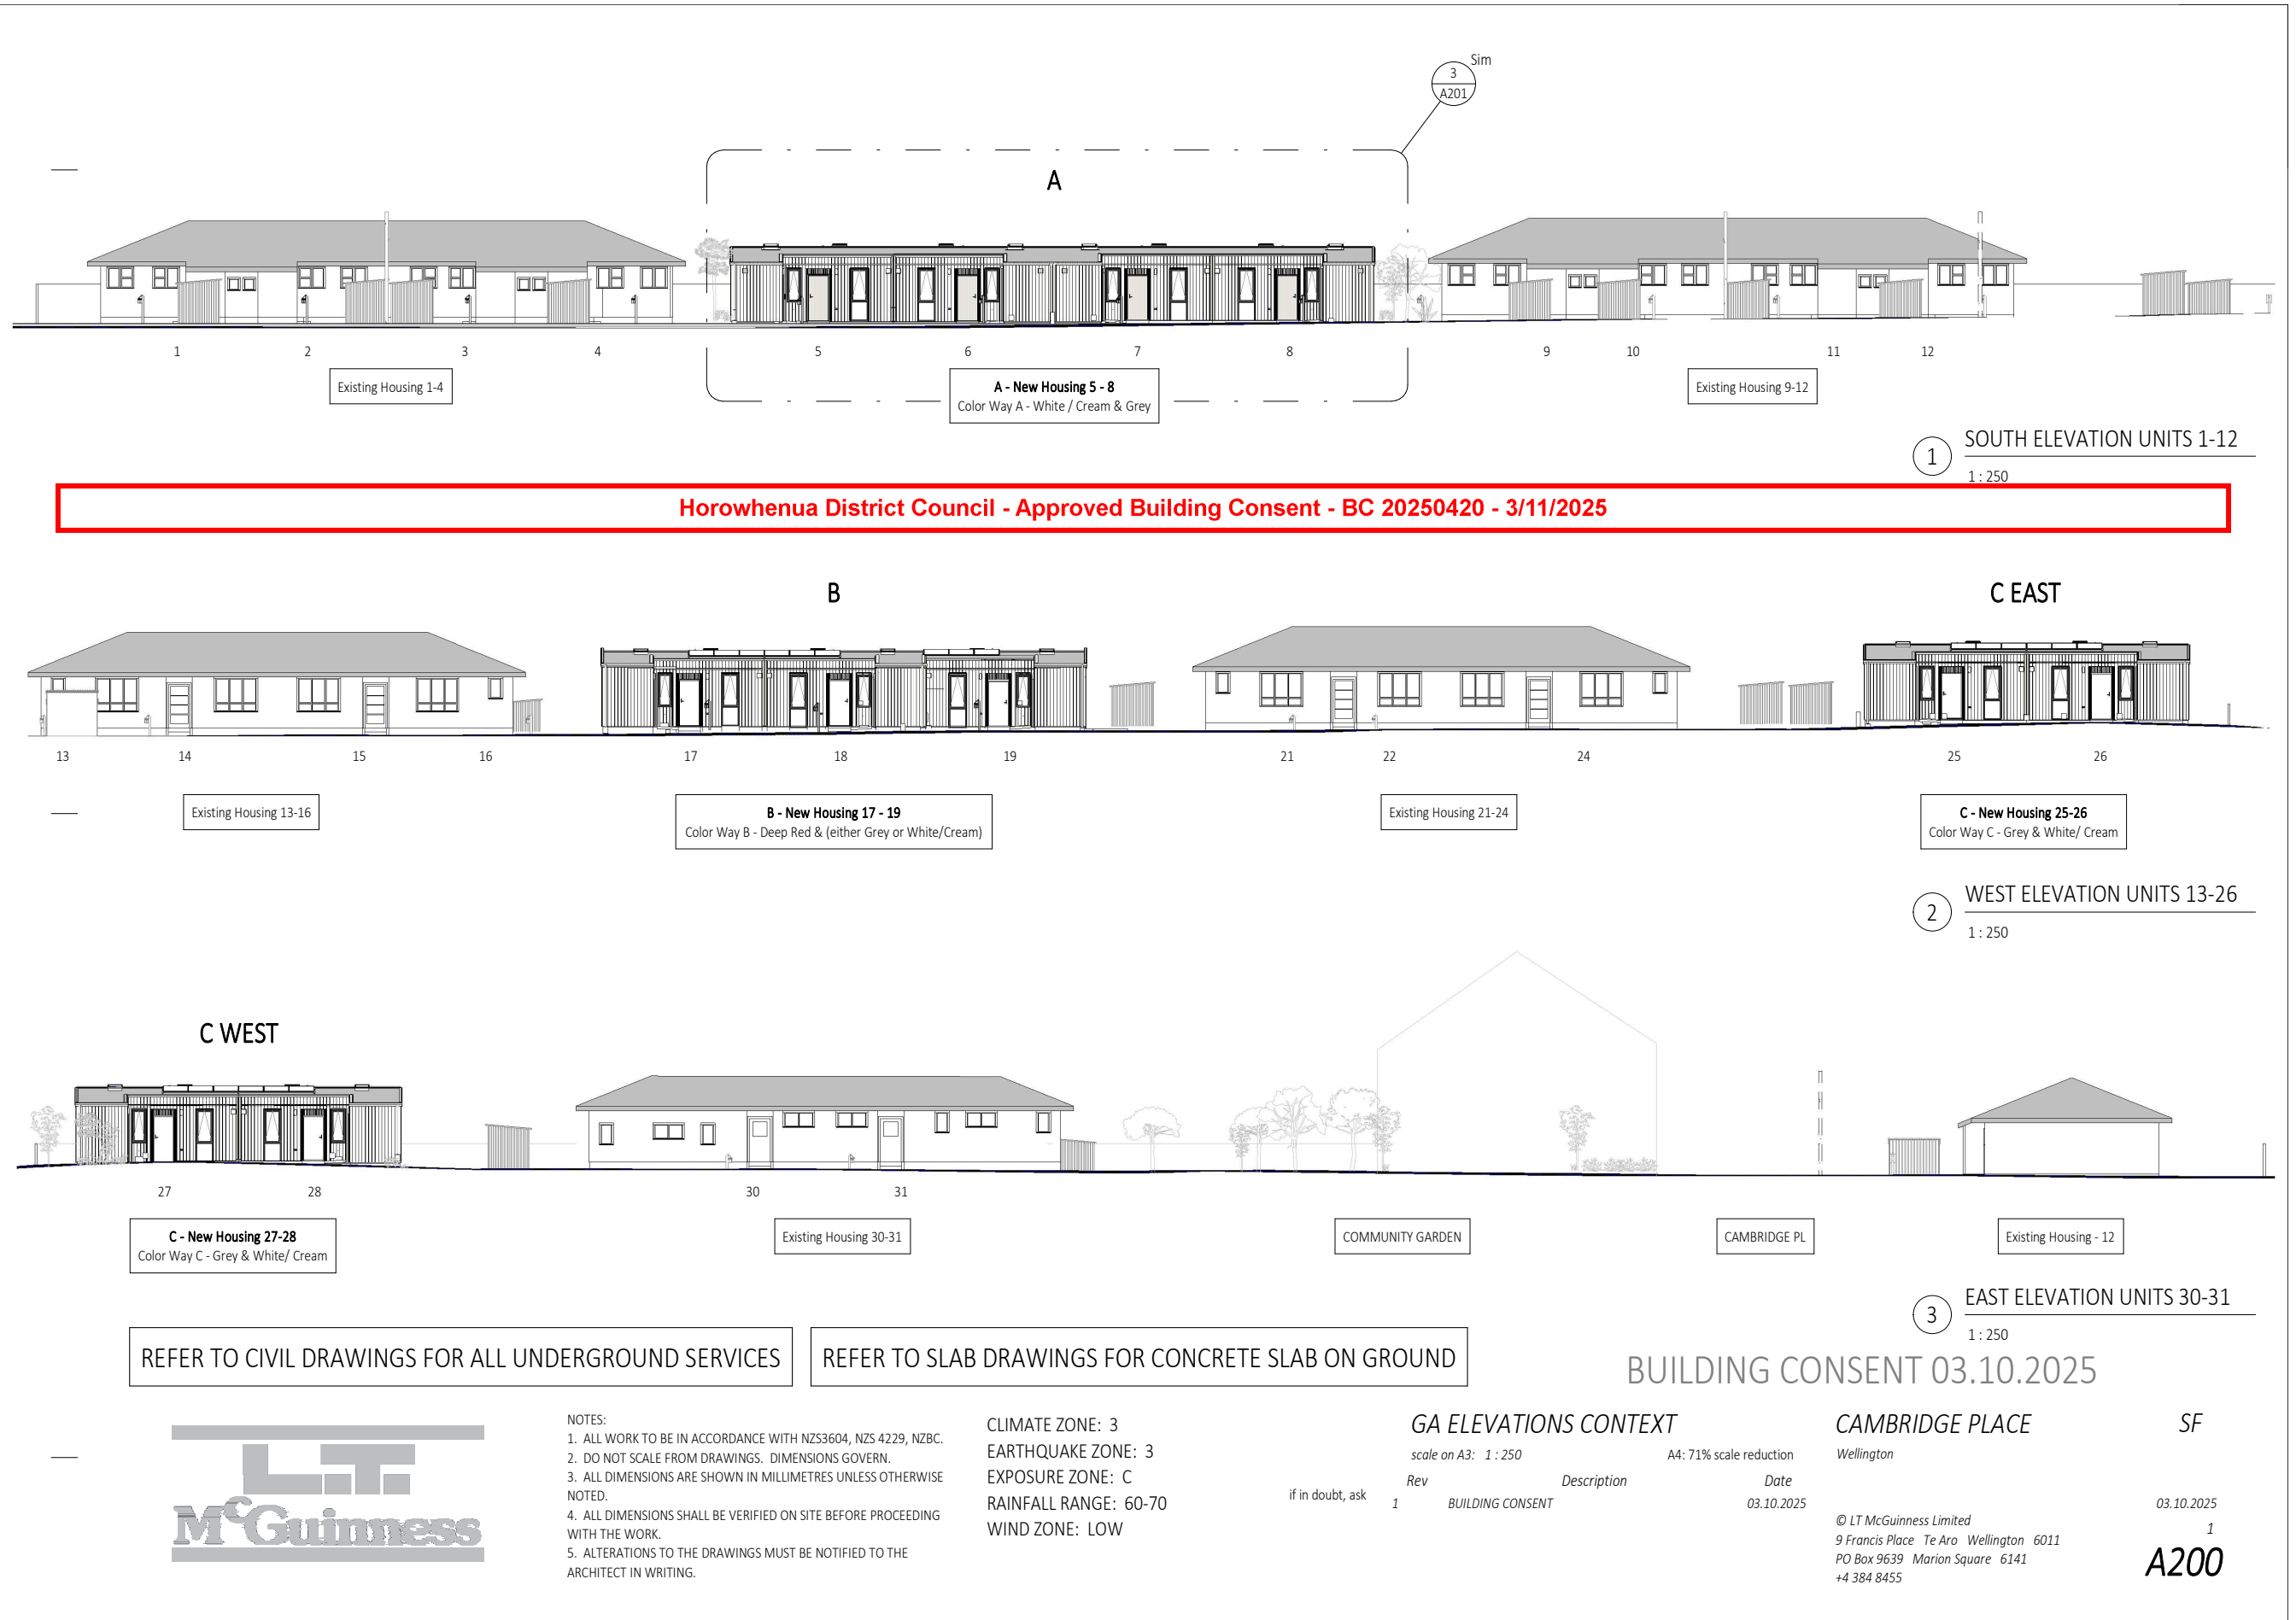 Sim
3
A201
A
1 2 3 4 5 6 7 8 9 10 11 12
Existing Housing 1-4
A - New Housing 5 - 8
Color Way A - White / Cream & Grey
Existing Housing 9-12
1
SOUTH ELEVATION UNITS 1-12
1 : 250
Horowhenua District Council - Approved Building Consent - BC 20250420 - 3/11/2025
B
C EAST
13 14 15 16 17 18 19 21 22 24 25 26
Existing Housing 13-16
B - New Housing 17 - 19
Color Way B - Deep Red & (either Grey or White/Cream)
Existing Housing 21-24
C - New Housing 25-26
Color Way C - Grey & White/ Cream
2
WEST ELEVATION UNITS 13-26
1 : 250
C WEST
27 28 30 31
C - New Housing 27-28
Color Way C - Grey & White/ Cream
Existing Housing 30-31
COMMUNITY GARDEN
CAMBRIDGE PL
Existing Housing - 12
3
EAST ELEVATION UNITS 30-31
1 : 250
REFER TO CIVIL DRAWINGS FOR ALL UNDERGROUND SERVICES
REFER TO SLAB DRAWINGS FOR CONCRETE SLAB ON GROUND
BUILDING CONSENT 03.10.2025
L.T.
McGuinness
NOTES:
1. ALL WORK TO BE IN ACCORDANCE WITH NZS3604, NZS 4229, NZBC.
2. DO NOT SCALE FROM DRAWINGS. DIMENSIONS GOVERN.
3. ALL DIMENSIONS ARE SHOWN IN MILLIMETRES UNLESS OTHERWISE
NOTED.
4. ALL DIMENSIONS SHALL BE VERIFIED ON SITE BEFORE PROCEEDING
WITH THE WORK.
5. ALTERATIONS TO THE DRAWINGS MUST BE NOTIFIED TO THE
ARCHITECT IN WRITING.
CLIMATE ZONE: 3
EARTHQUAKE ZONE: 3
EXPOSURE ZONE: C
RAINFALL RANGE: 60-70
WIND ZONE: LOW
if in doubt, ask
GA ELEVATIONS CONTEXT
scale on A3: 1 : 250 A4: 71% scale reduction
Rev Description Date
1 BUILDING CONSENT 03.10.2025
CAMBRIDGE PLACE
Wellington
© LT McGuinness Limited
9 Francis Place Te Aro Wellington 6011
PO Box 9639 Marion Square 6141
+4 384 8455
SF
03.10.2025
1
A200